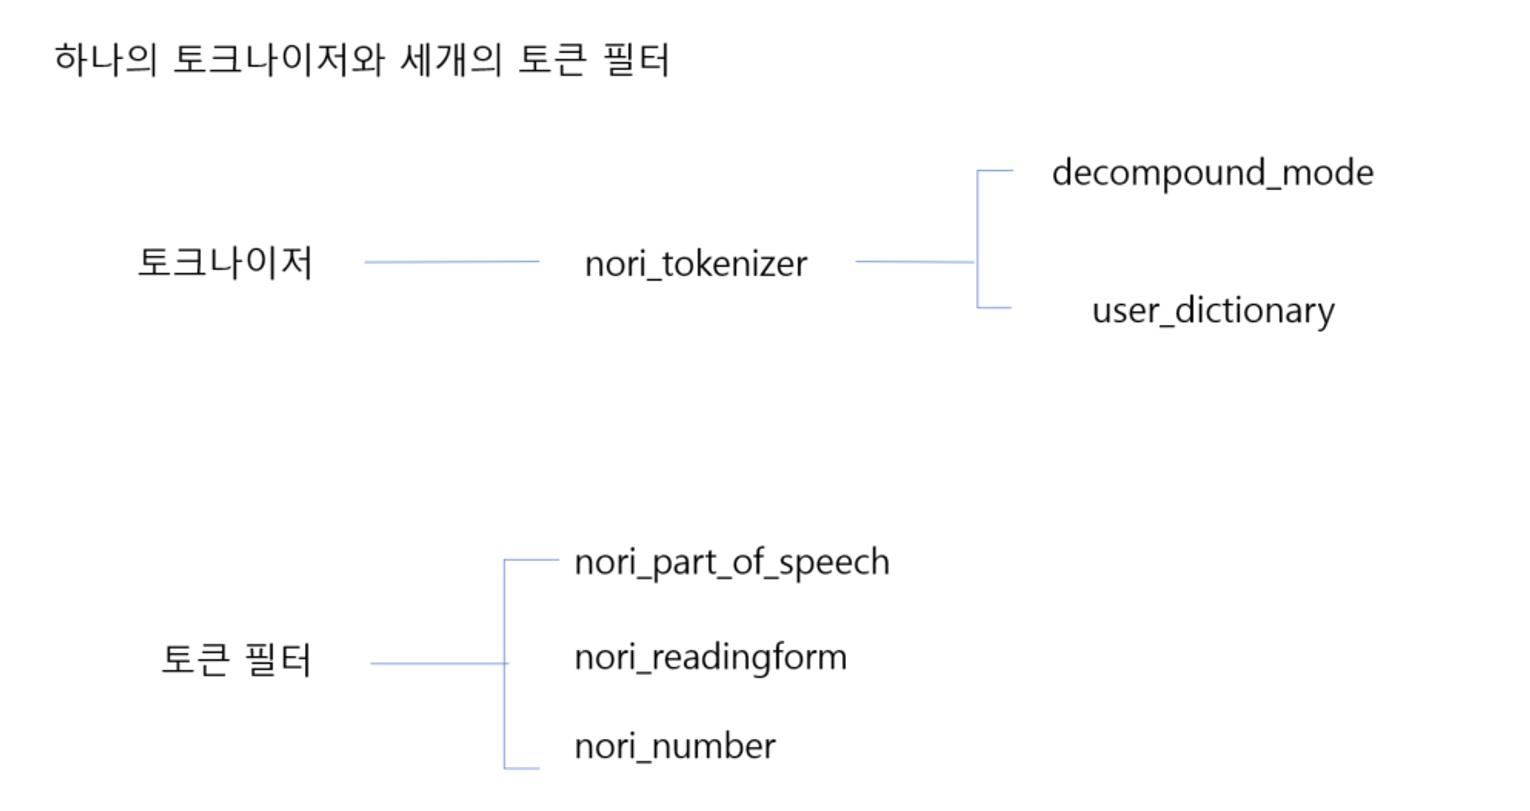 하나의 토크나이저와 세개의 토큰 필터
decompound_mode
토크나이저 nori_tokenizer
user_dictionary
nori_part_of_speech
토큰 필터 nori_readingform
nori_number